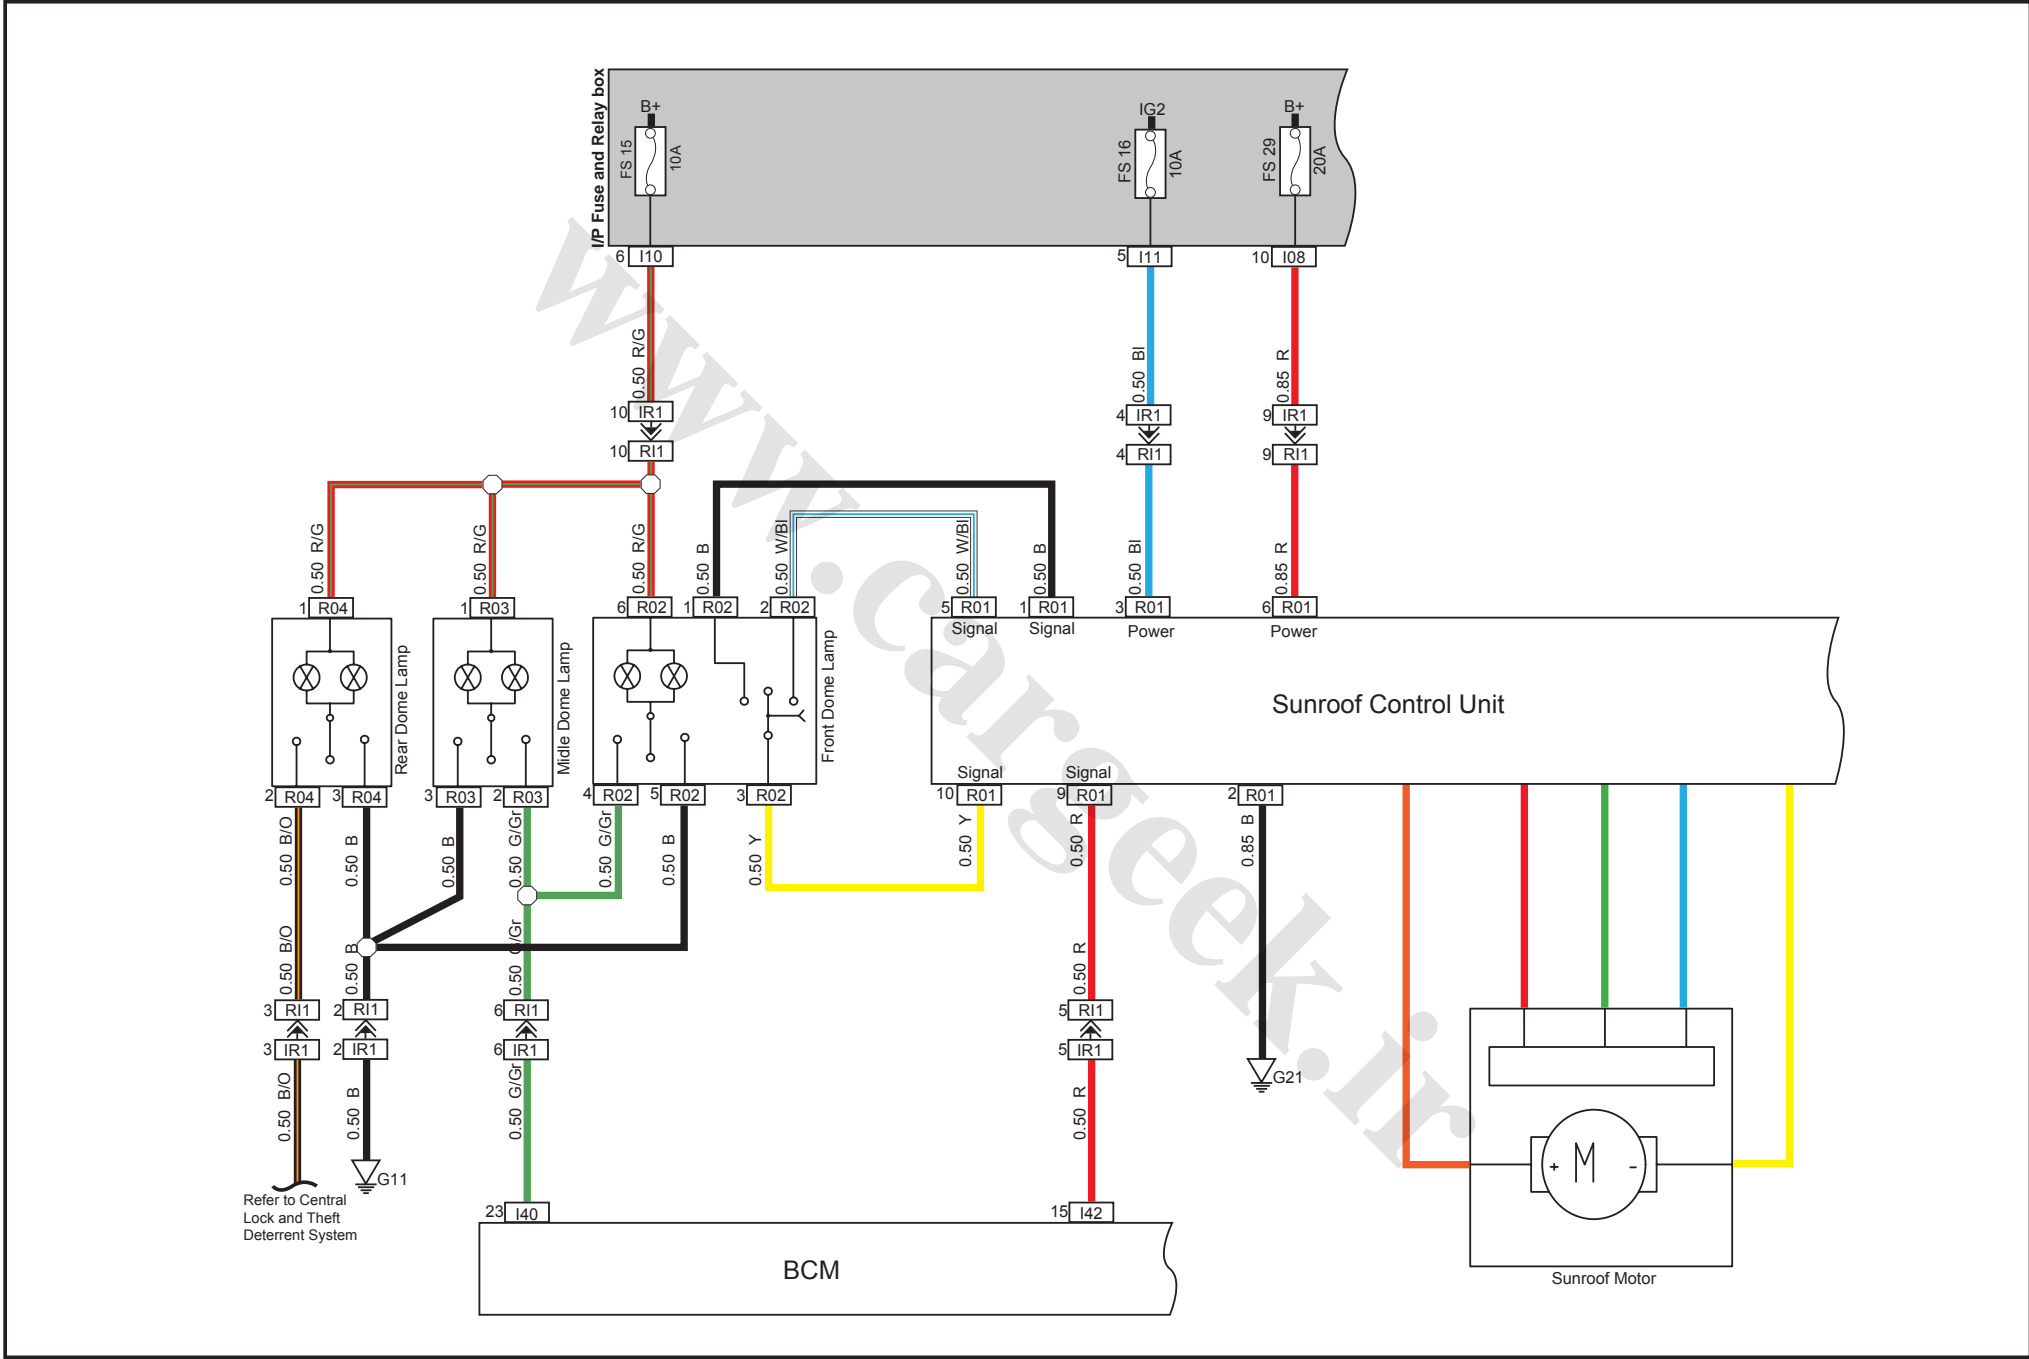 I/P Fuse and Relay box
B+
FS 15
10A
IG2
FS 16
10A
B+
FS 29
20A
6 I10
5 I11
10 I08
0.50 R/G
0.50 Bl
0.85 R
10 IR1
4 IR1
9 IR1
10 RI1
4 RI1
9 RI1
0.50 R/G
0.50 R/G
0.50 R/G
0.50 B
0.50 W/Bl
0.50 W/Bl
0.50 B
0.50 Bl
0.85 R
1 R04
1 R03
6 R02
1 R02
2 R02
5 R01
1 R01
3 R01
6 R01
Signal
Signal
Power
Power
Rear Dome Lamp
Midle Dome Lamp
Front Dome Lamp
Sunroof Control Unit
Signal
Signal
2 R04
3 R04
3 R03
2 R03
4 R02
5 R02
3 R02
10 R01
9 R01
2 R01
0.50 B/O
0.50 B
0.50 B
0.50 G/Gr
0.50 G/Gr
0.50 B
0.50 Y
0.50 Y
0.50 R
0.85 B
0.50 B/O
0.50 B
0.50 G/Gr
0.50 R
3 RI1
2 RI1
6 RI1
5 RI1
3 IR1
2 IR1
6 IR1
5 IR1
G21
0.50 B/O
0.50 B
0.50 G/Gr
0.50 R
G11
M
+
-
Refer to Central
Lock and Theft
Deterrent System
23 I40
15 I42
BCM
Sunroof Motor
www.cargeek.ir